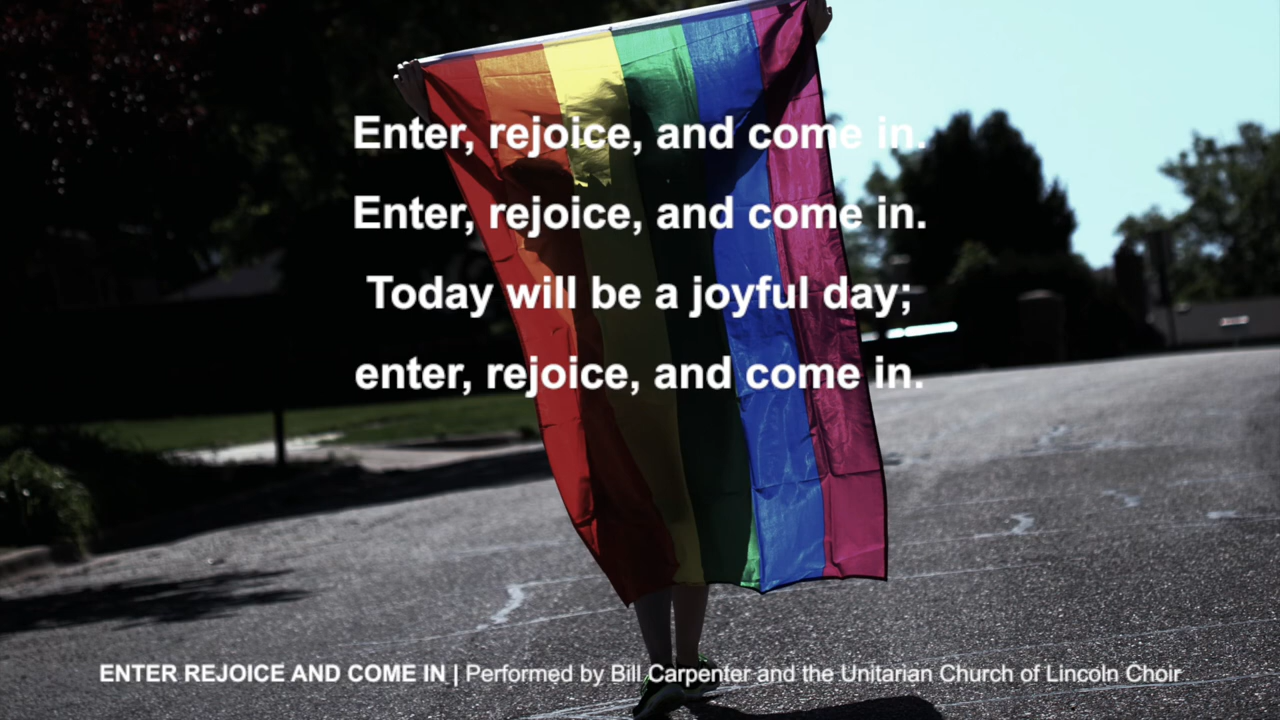 Enter, rejoice, and come in.
Enter, rejoice, and come in.
Today will be a joyful day;
enter, rejoice, and come in.
ENTER REJOICE AND COME IN | Performed by Bill Carpenter and the Unitarian Church of Lincoln Choir